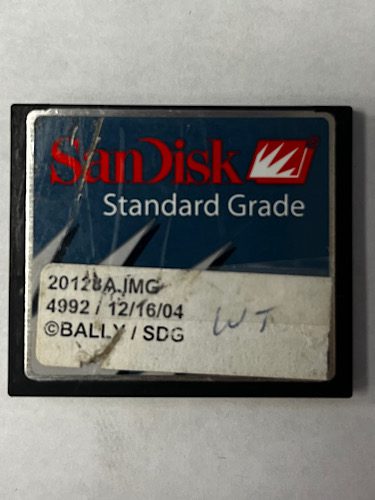 SanDisk
Standard Grade
20128A.IMG
4992 / 12/16/04
©BALLY / SDG
WT